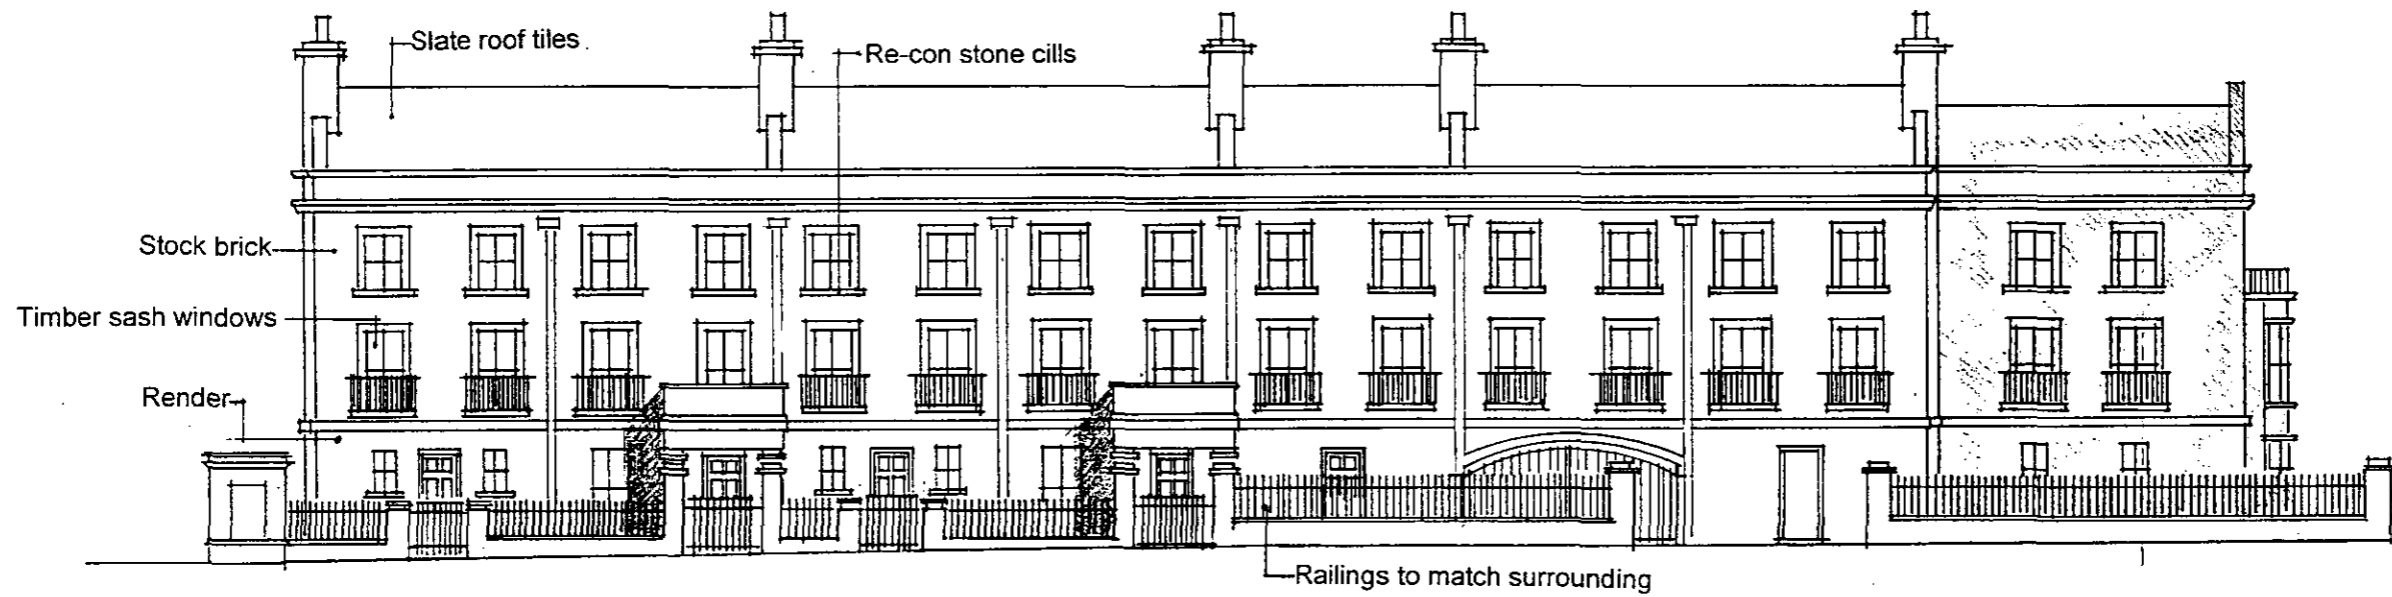 Slate roof tiles
Re-con stone cills
Stock brick
Timber sash windows
Render
Railings to match surrounding